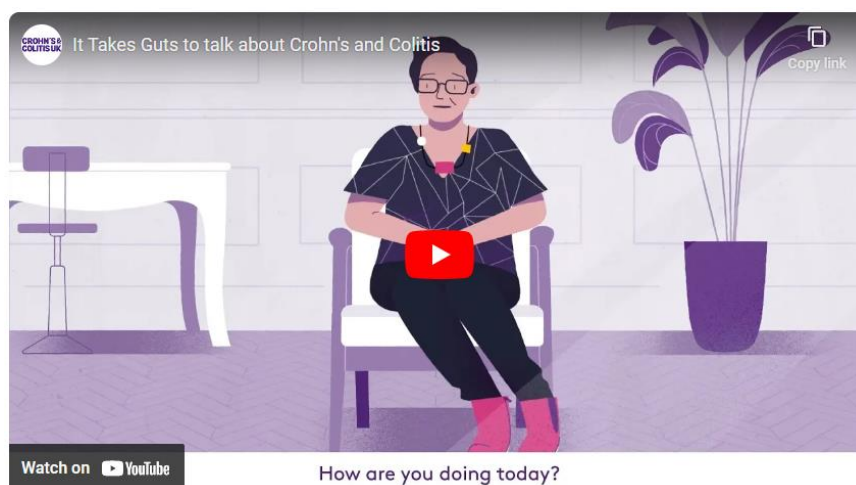 CROHN'S &
COLITIS UK
It Takes Guts to talk about Crohn's and Colitis
Copy link
Watch on YouTube
How are you doing today?